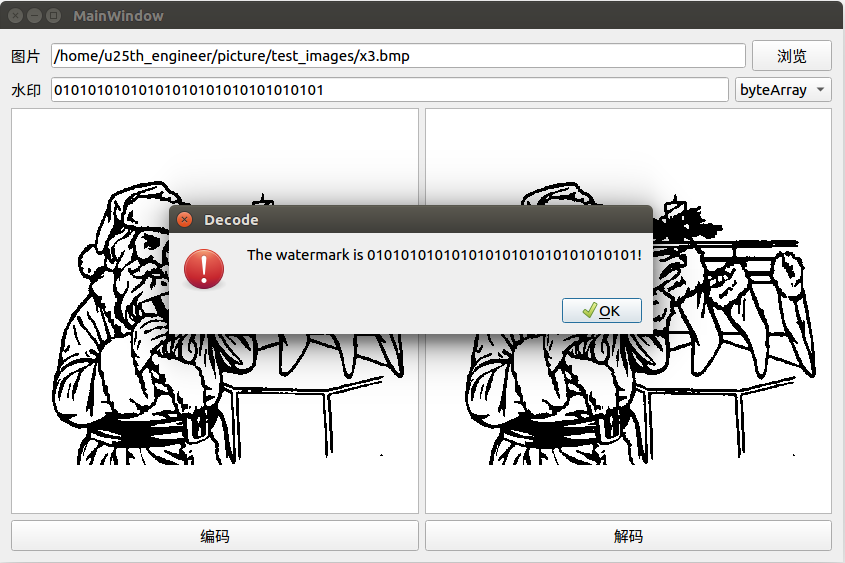 MainWindow
图片 /home/u25th_engineer/picture/test_images/x3.bmp 浏览
水印 01010101010101010101010101010101 byteArray
Decode
The watermark is 01010101010101010101010101010101!
OK
编码 解码